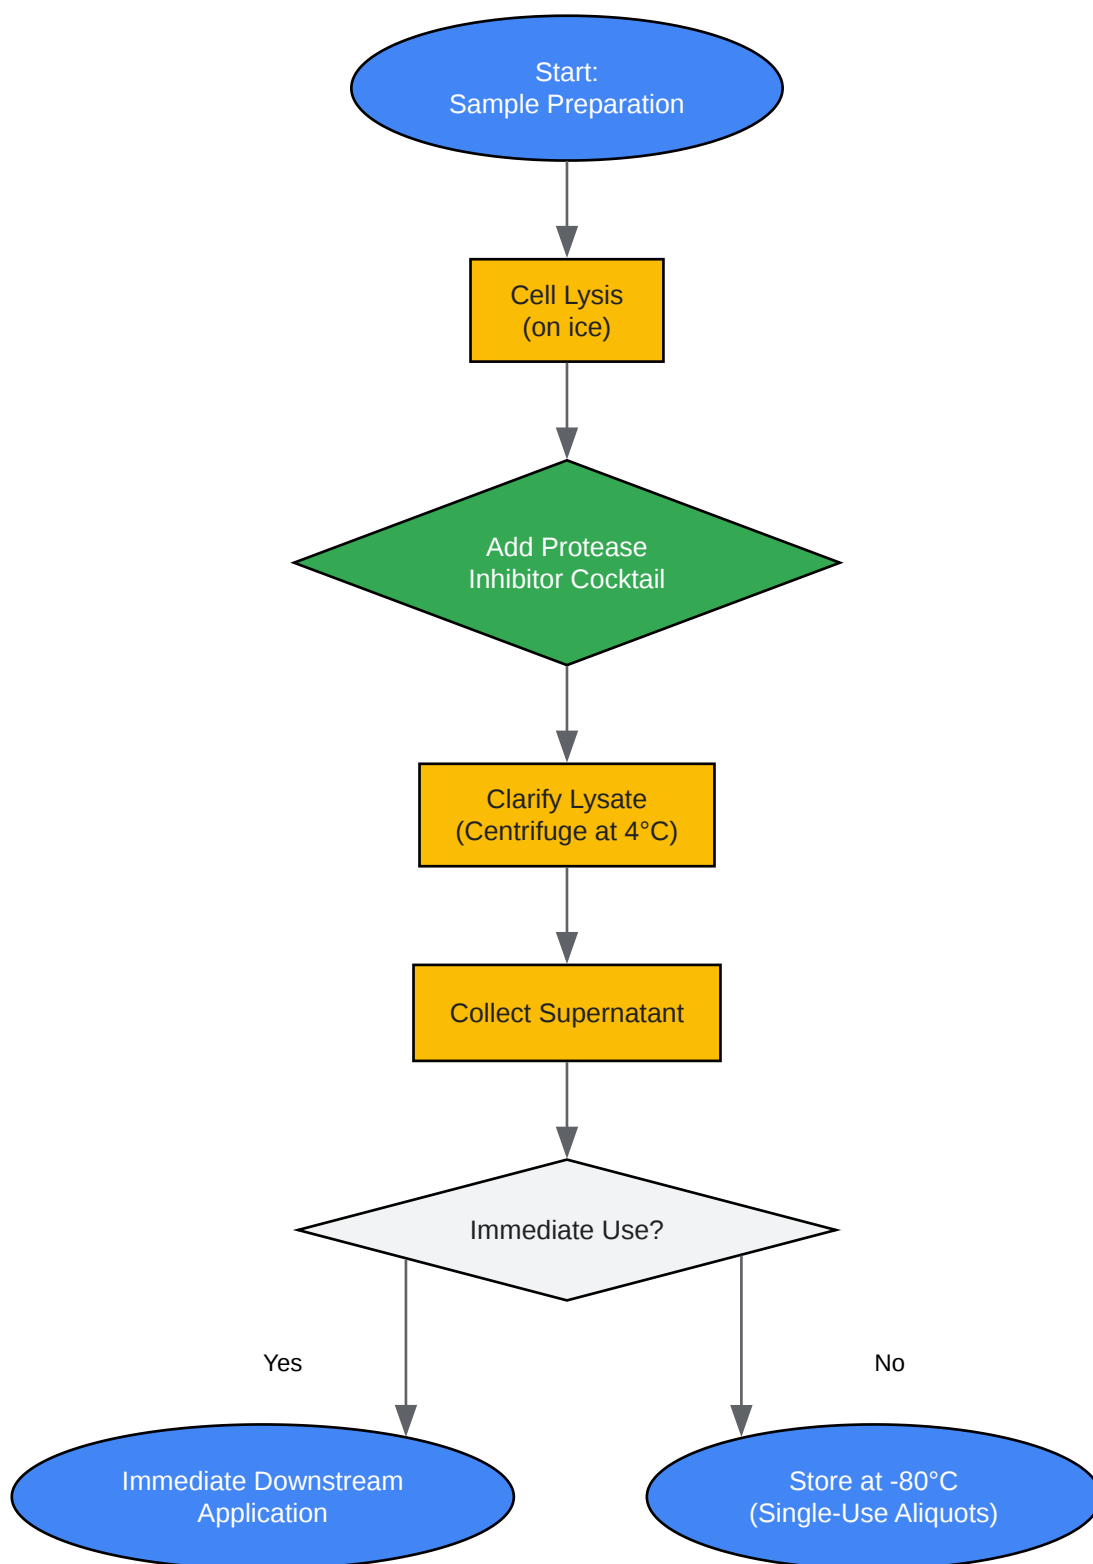 Start:
Sample Preparation
Cell Lysis
(on ice)
Add Protease
Inhibitor Cocktail
Clarify Lysate
(Centrifuge at 4°C)
Collect Supernatant
Immediate Use?
Yes
No
Immediate Downstream
Application
Store at -80°C
(Single-Use Aliquots)